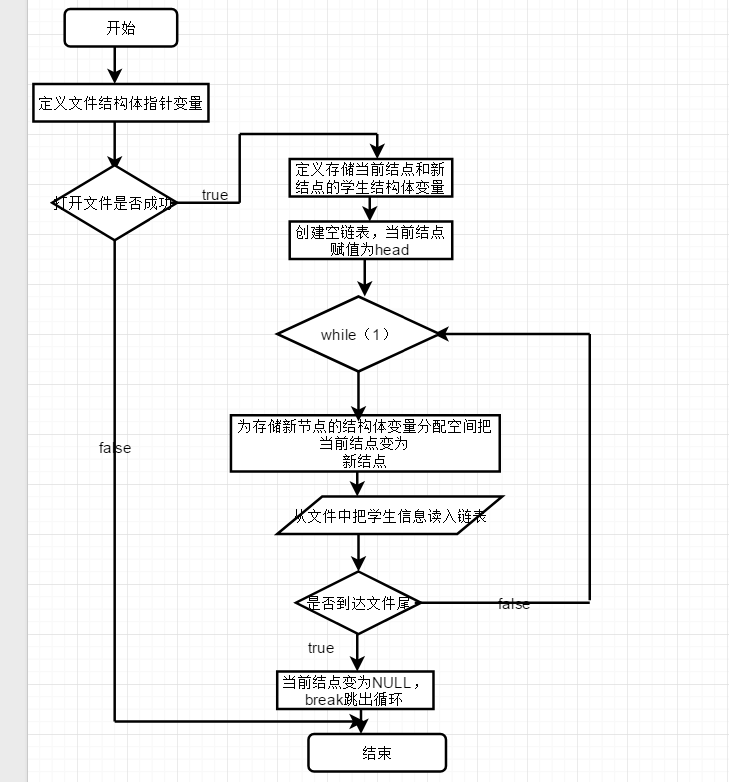 开始
定义文件结构体指针变量
打开文件是否成功
true
定义存储当前结点和新
结点的学生结构体变量
创建空链表，当前结点
赋值为head
while（1）
为存储新节点的结构体变量分配空间把
当前结点变为
新结点
false
从文件中把学生信息读入链表
是否到达文件尾
false
true
当前结点变为NULL，
break跳出循环
结束